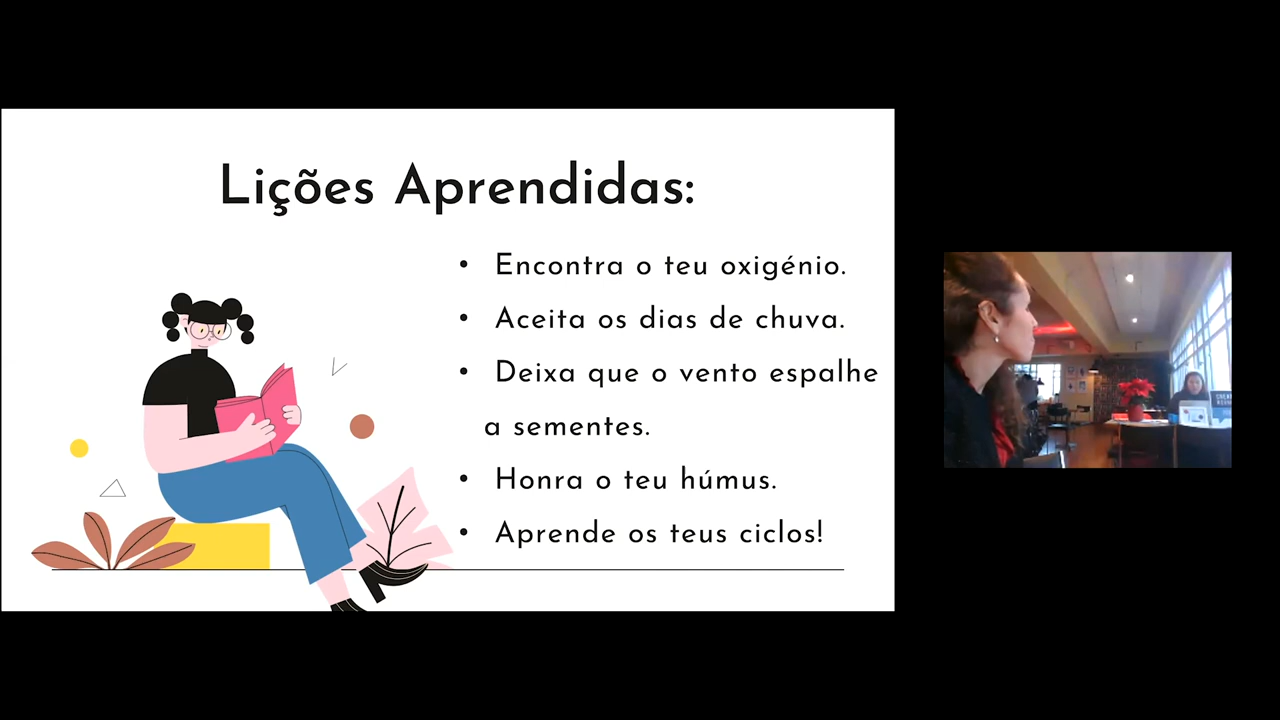 Lições Aprendidas:
• Encontra o teu oxigénio.
• Aceita os dias de chuva.
• Deixa que o vento espalhe
a sementes.
• Honra o teu húmus.
• Aprende os teus ciclos!